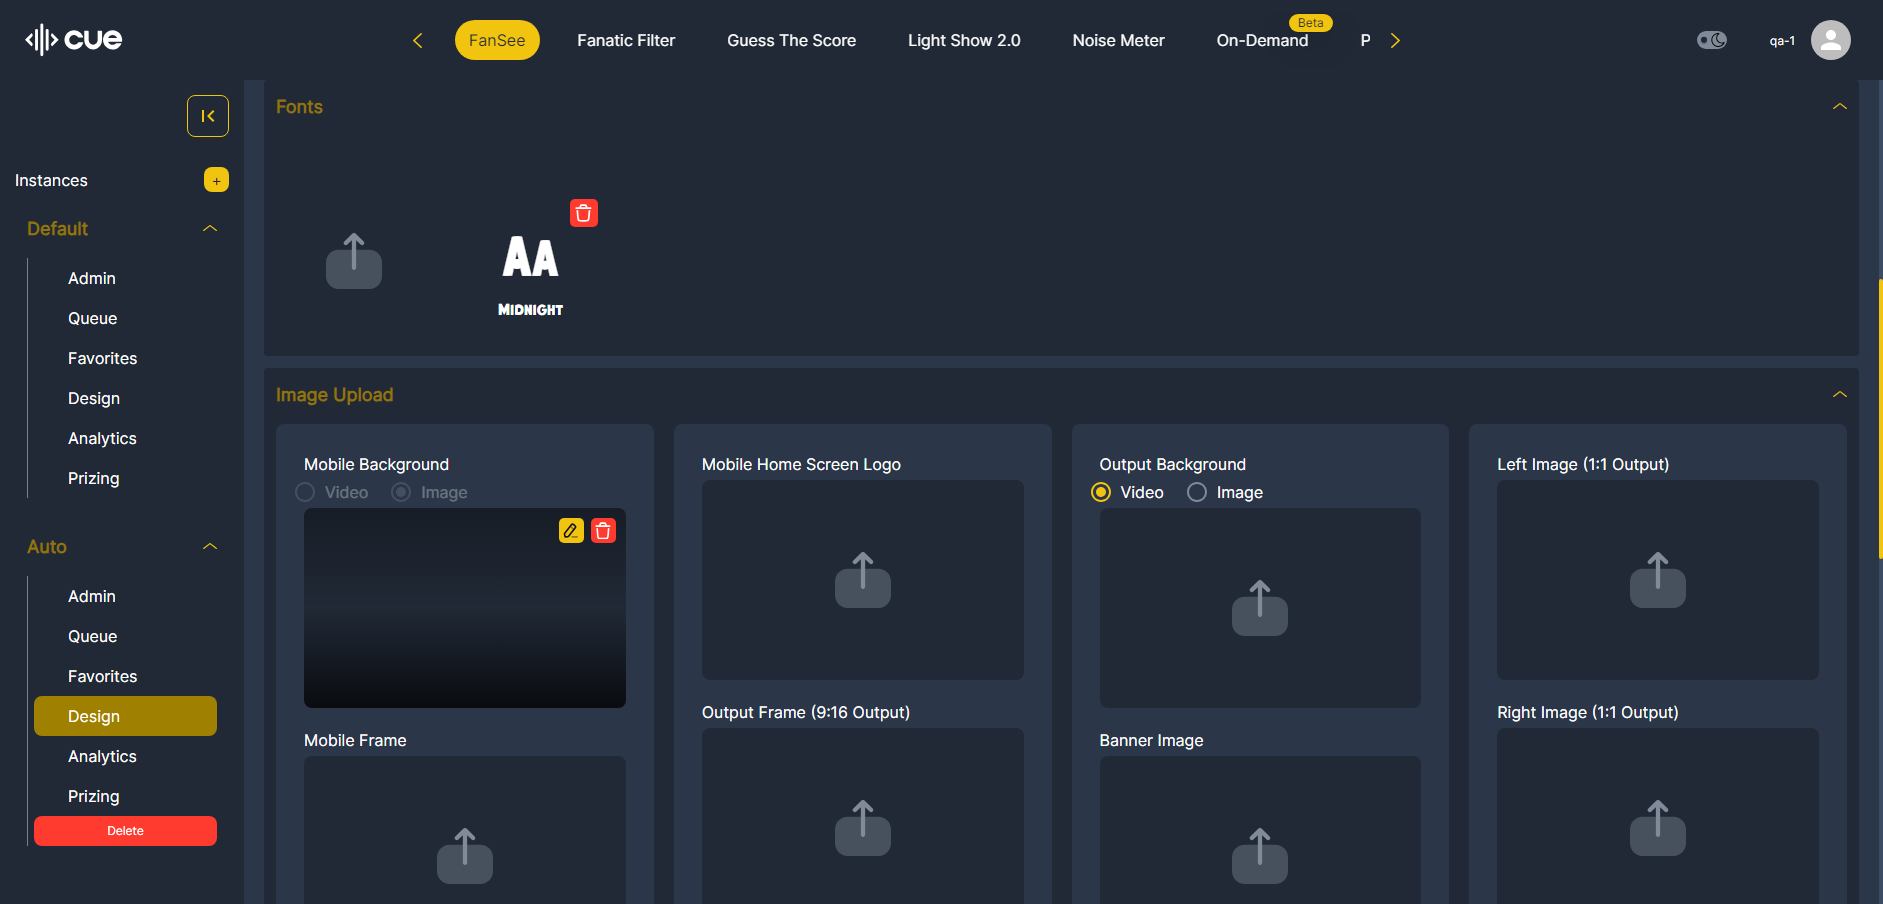 cue
FanSee
Fanatic Filter
Guess The Score
Light Show 2.0
Noise Meter
On-Demand
Beta
P
qa-1
Instances
+
Default
Admin
Queue
Favorites
Design
Analytics
Prizing
Auto
Admin
Queue
Favorites
Design
Analytics
Prizing
Delete
Fonts
AA
MIDNIGHT
Image Upload
Mobile Background
Video Image
Mobile Frame
Mobile Home Screen Logo
Output Frame (9:16 Output)
Output Background
Video Image
Banner Image
Left Image (1:1 Output)
Right Image (1:1 Output)